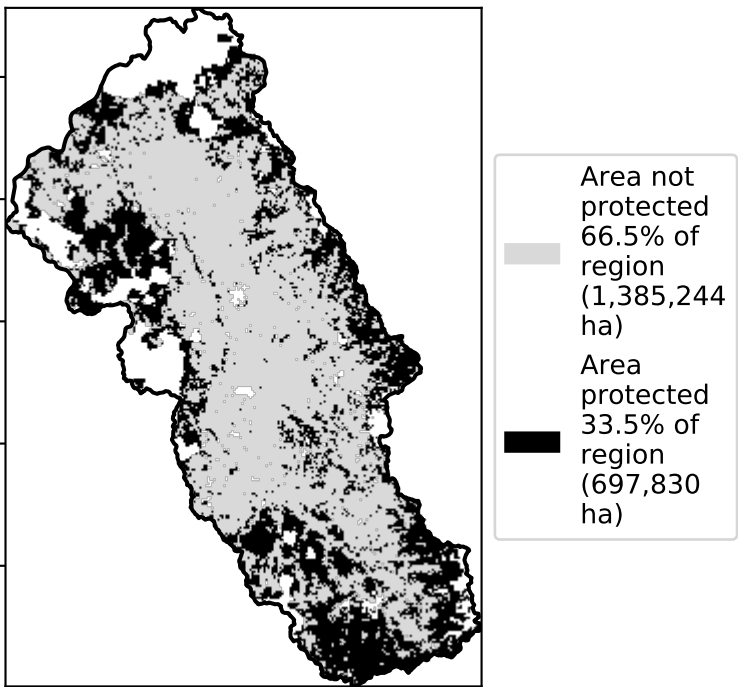 Area not
protected
66.5% of
region
(1,385,244
ha)
Area
protected
33.5% of
region
(697,830
ha)